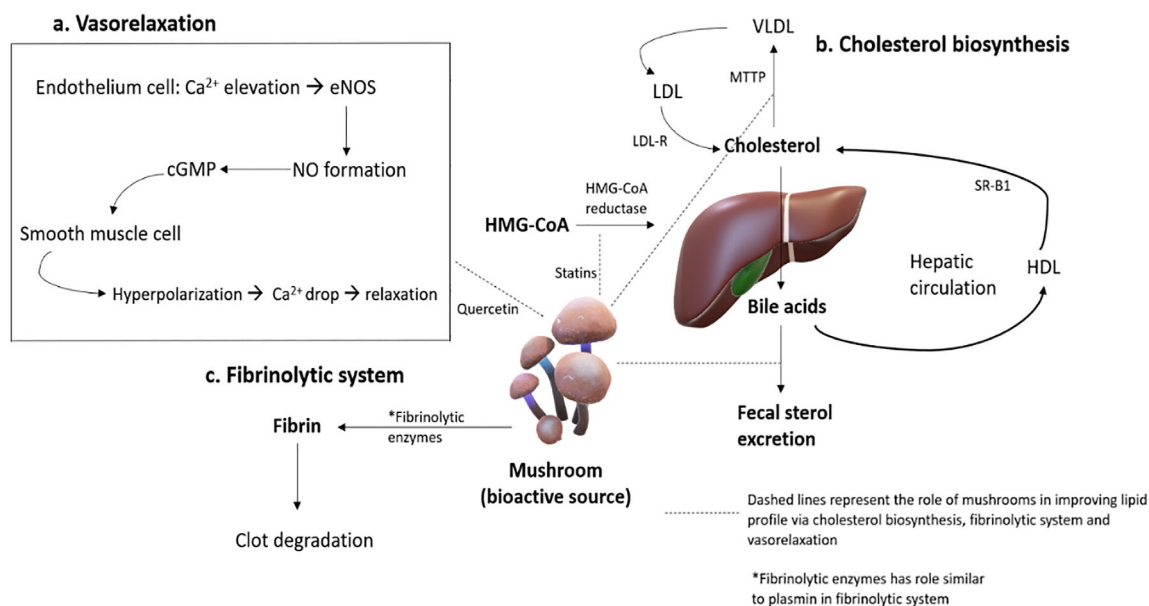 a. Vasorelaxation
Endothelium cell: Ca²⁺ elevation → eNOS
NO formation
cGMP
Smooth muscle cell
Hyperpolarization → Ca²⁺ drop → relaxation
b. Cholesterol biosynthesis
VLDL
MTTP
LDL
LDL-R
Cholesterol
HMG-CoA
reductase
HMG-CoA
Statins
SR-B1
Hepatic
circulation
HDL
Bile acids
Quercetin
Fecal sterol
excretion
c. Fibrinolytic system
Fibrin
*Fibrinolytic
enzymes
Clot degradation
Mushroom
(bioactive source)
Dashed lines represent the role of mushrooms in improving lipid
profile via cholesterol biosynthesis, fibrinolytic system and
vasorelaxation
*Fibrinolytic enzymes has role similar
to plasmin in fibrinolytic system